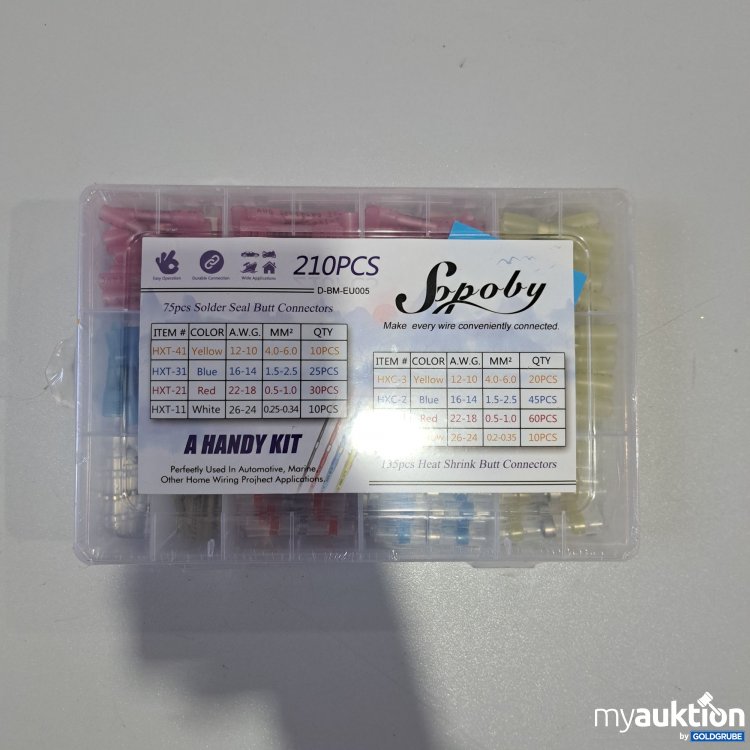 Easy Operation
Durable Connection
Wide Applications
210PCS
D-BM-EU005
Sopoby
Make every wire conveniently connected.
75pcs Solder Seal Butt Connectors
ITEM # COLOR A.W.G. MM² QTY
HXT-41 Yellow 12-10 4.0-6.0 10PCS
HXT-31 Blue 16-14 1.5-2.5 25PCS
HXT-21 Red 22-18 0.5-1.0 30PCS
HXT-11 White 26-24 0.25-0.34 10PCS
ITEM # COLOR A.W.G. MM² QTY
HXC-3 Yellow 12-10 4.0-6.0 20PCS
HXC-2 Blue 16-14 1.5-2.5 45PCS
Red 22-18 0.5-1.0 60PCS
26-24 0.2-0.35 10PCS
135pcs Heat Shrink Butt Connectors
A HANDY KIT
Perfeetly Used In Automotive, Marine,
Other Home Wiring Projhect Applications.
myauktion
by GOLDGRUBE